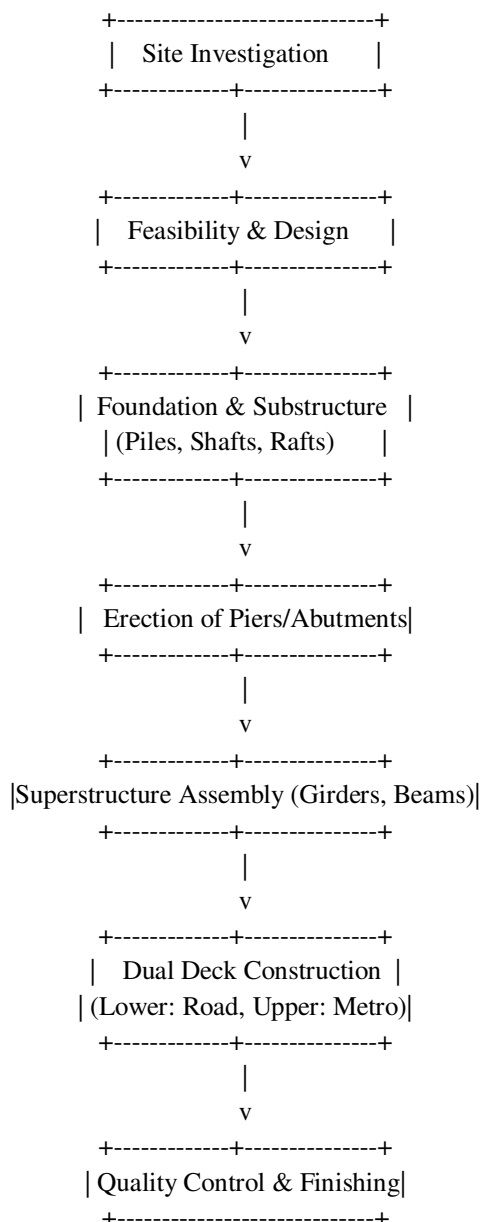 +-----------------------------+
| Site Investigation |
+-------------+---------------+
|
v
+-------------+---------------+
| Feasibility & Design |
+-------------+---------------+
|
v
+-------------+---------------+
| Foundation & Substructure |
| (Piles, Shafts, Rafts) |
+-------------+---------------+
|
v
+-------------+---------------+
| Erection of Piers/Abutments|
+-------------+---------------+
|
v
+-------------+---------------+
|Superstructure Assembly (Girders, Beams)|
+-------------+---------------+
|
v
+-------------+---------------+
| Dual Deck Construction |
| (Lower: Road, Upper: Metro)|
+-------------+---------------+
|
v
+-------------+---------------+
| Quality Control & Finishing|
+-----------------------------+